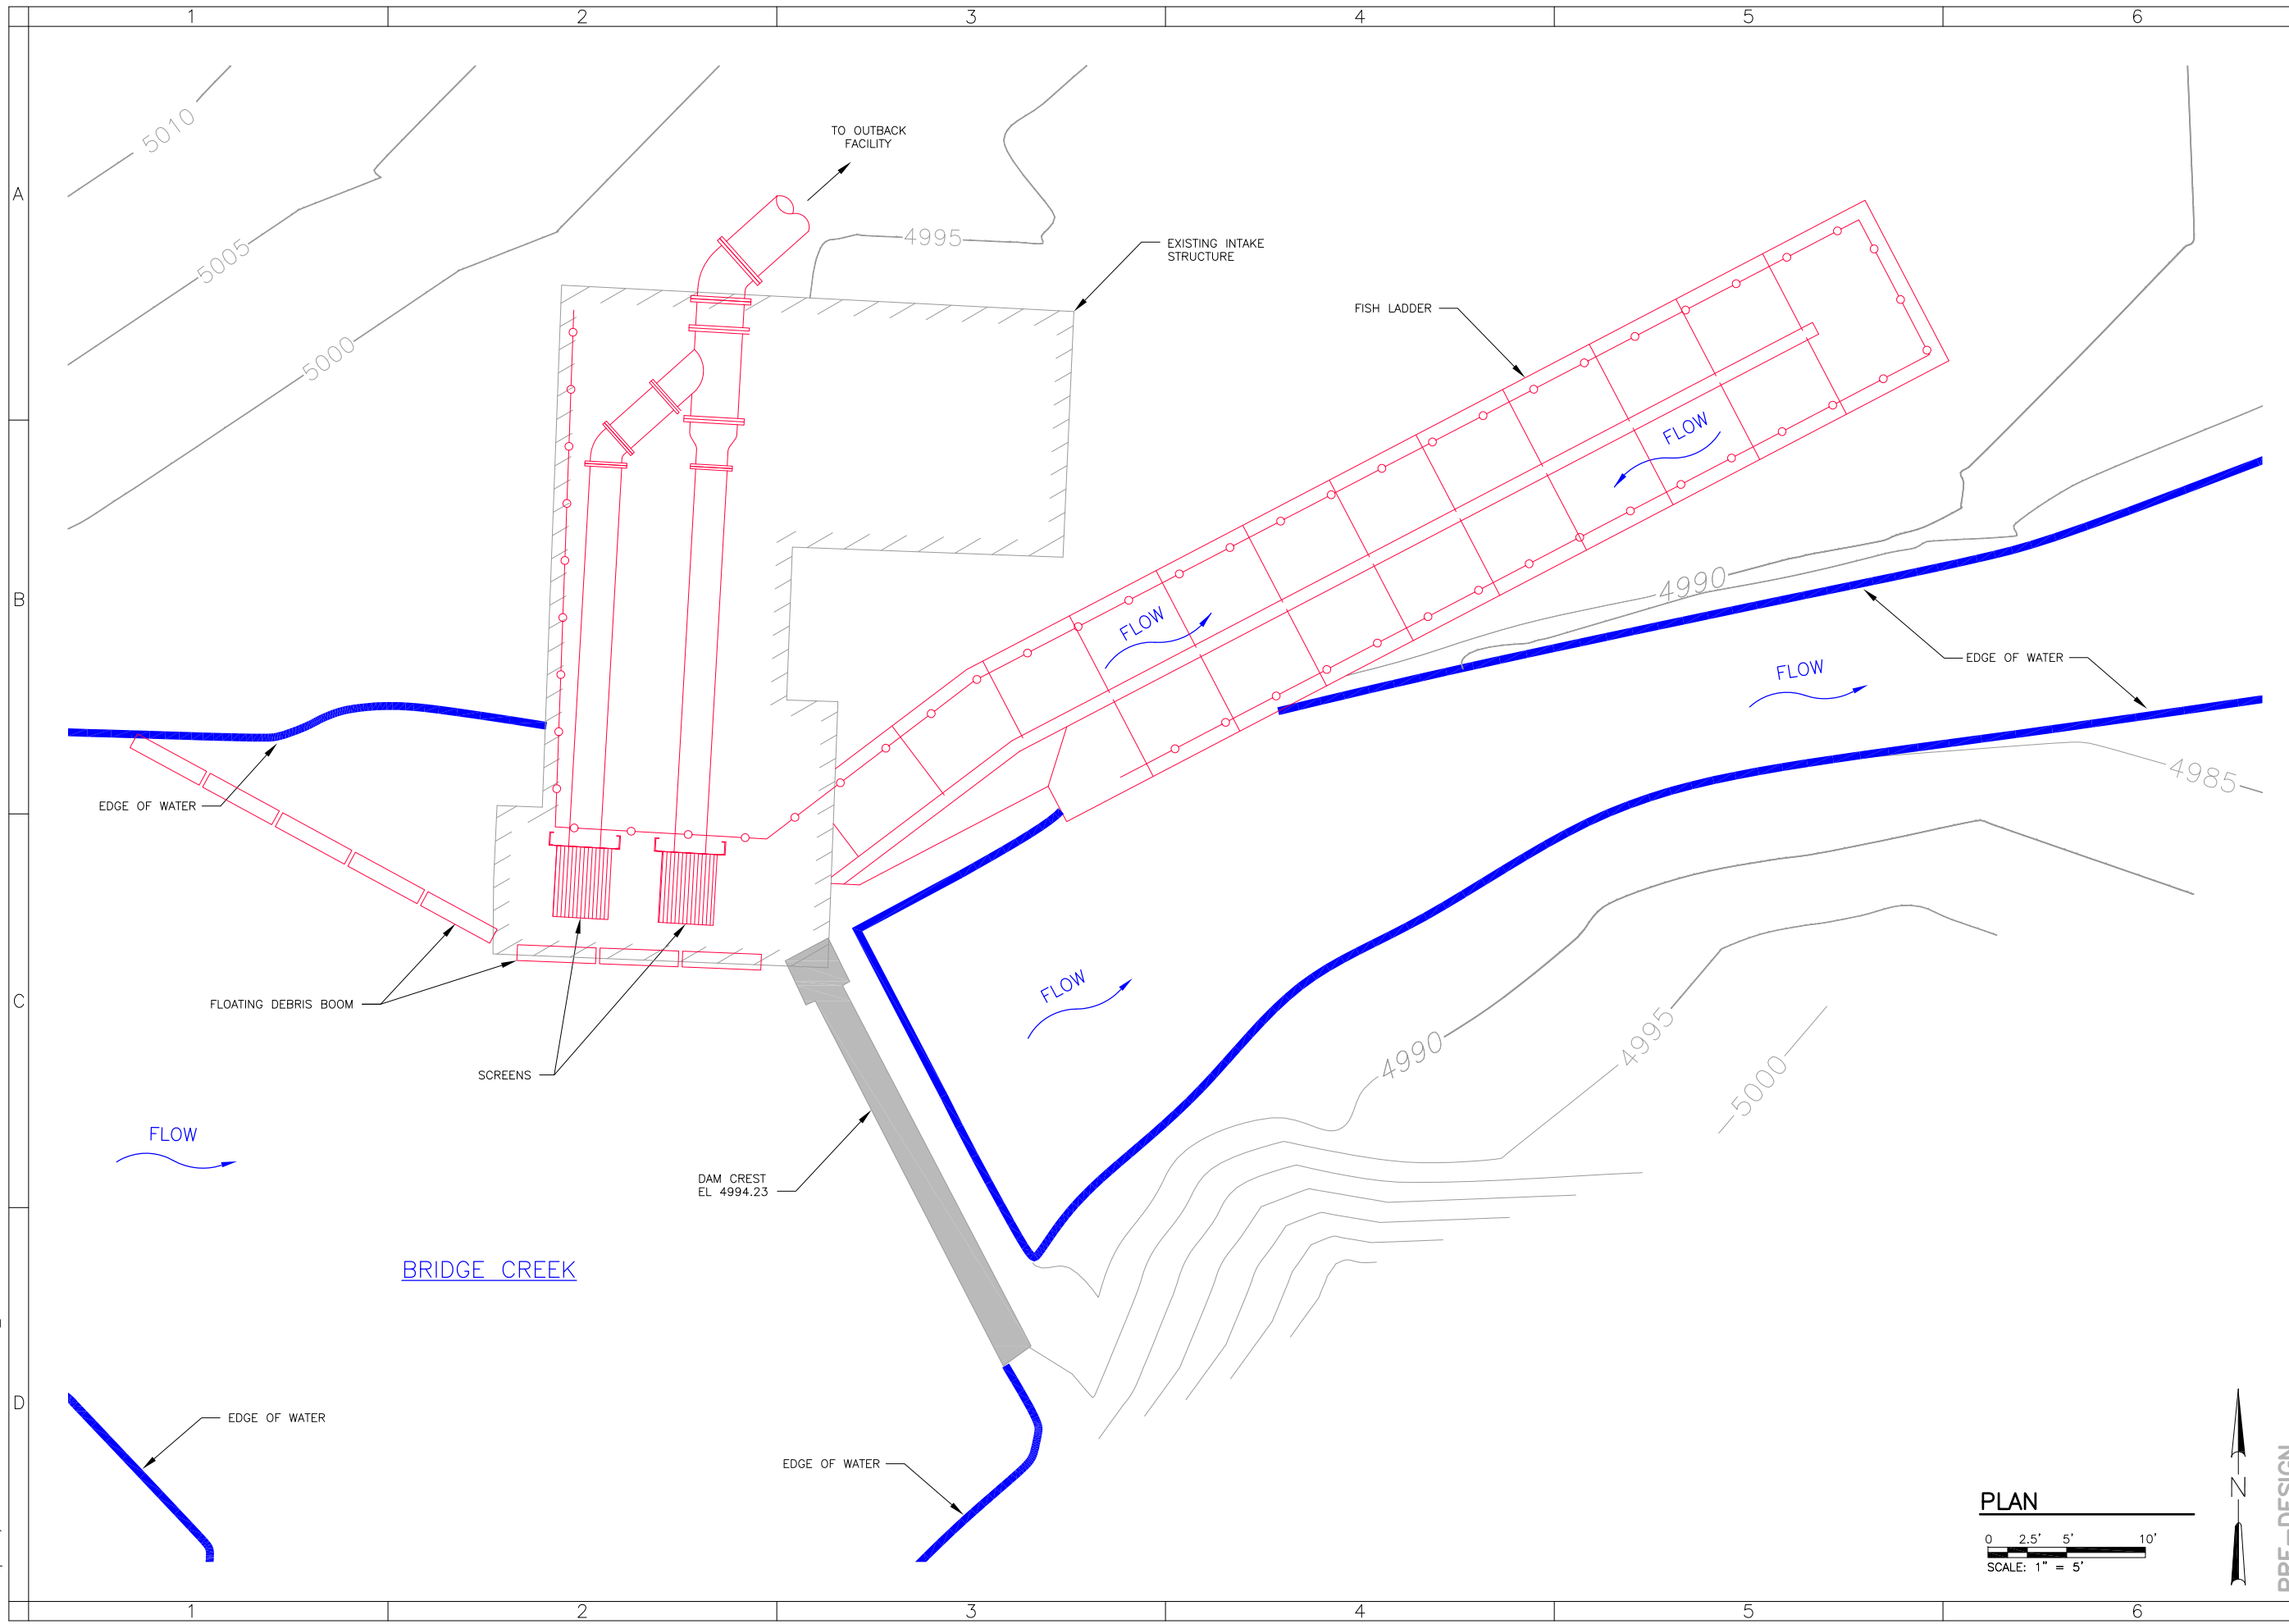 1 2 3 4 5 6
A
5010
TO OUTBACK
FACILITY
5005
4995
EXISTING INTAKE
STRUCTURE
FISH LADDER
5000
FLOW
B
4990
FLOW
EDGE OF WATER
FLOW
4985
EDGE OF WATER
C
FLOATING DEBRIS BOOM
FLOW
4990
4995
SCREENS
5000
FLOW
DAM CREST
EL 4994.23
BRIDGE CREEK
D
EDGE OF WATER
EDGE OF WATER
PLAN
0 2.5' 5' 10'
SCALE: 1" = 5'
N
PRE-DESIGN
1 2 3 4 5 6